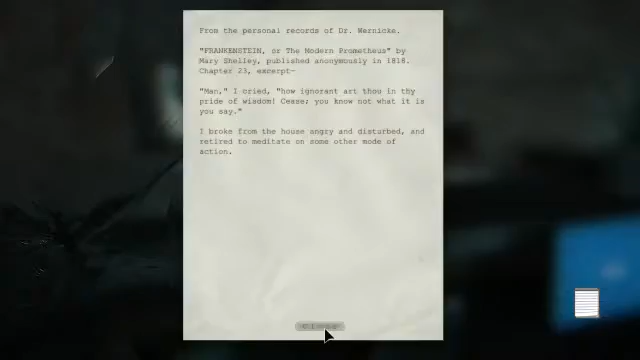 From the personal records of Dr. Wernicke.
"FRANKENSTEIN, or The Modern Prometheus" by
Mary Shelley, published anonymously in 1818.
Chapter 23, excerpt—
"Man," I cried, "how ignorant art thou in thy
pride of wisdom! Cease; you know not what it is
you say."
I broke from the house angry and disturbed, and
retired to meditate on some other mode of
action.
Close